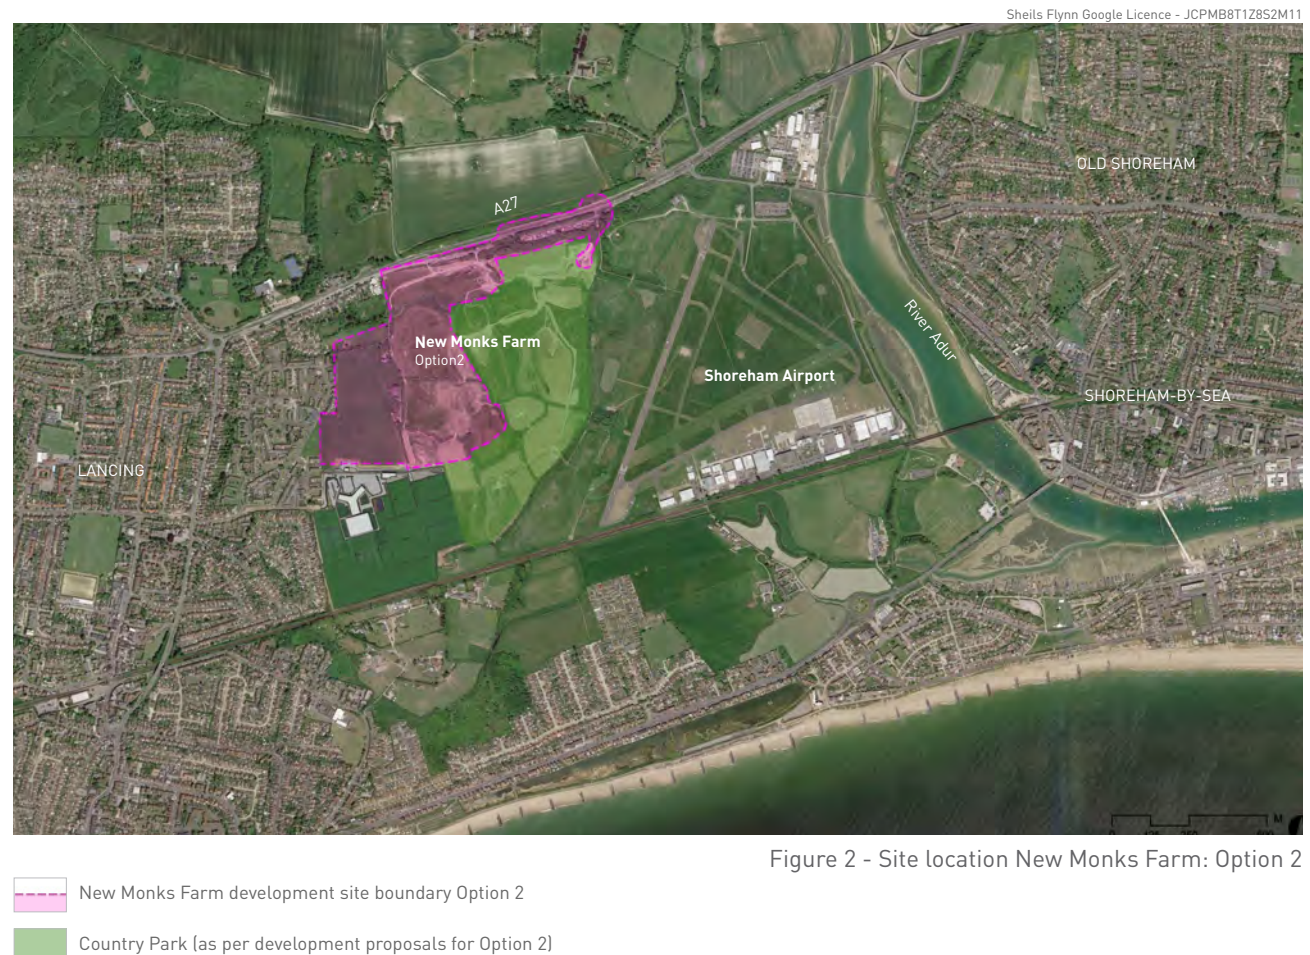 Sheils Flynn Google Licence - JCPMB8T1Z8S2M11
OLD SHOREHAM
A27
River Adur
New Monks Farm
Option2
Shoreham Airport
SHOREHAM-BY-SEA
LANCING
M
Figure 2 - Site location New Monks Farm: Option 2
New Monks Farm development site boundary Option 2
Country Park (as per development proposals for Option 2)